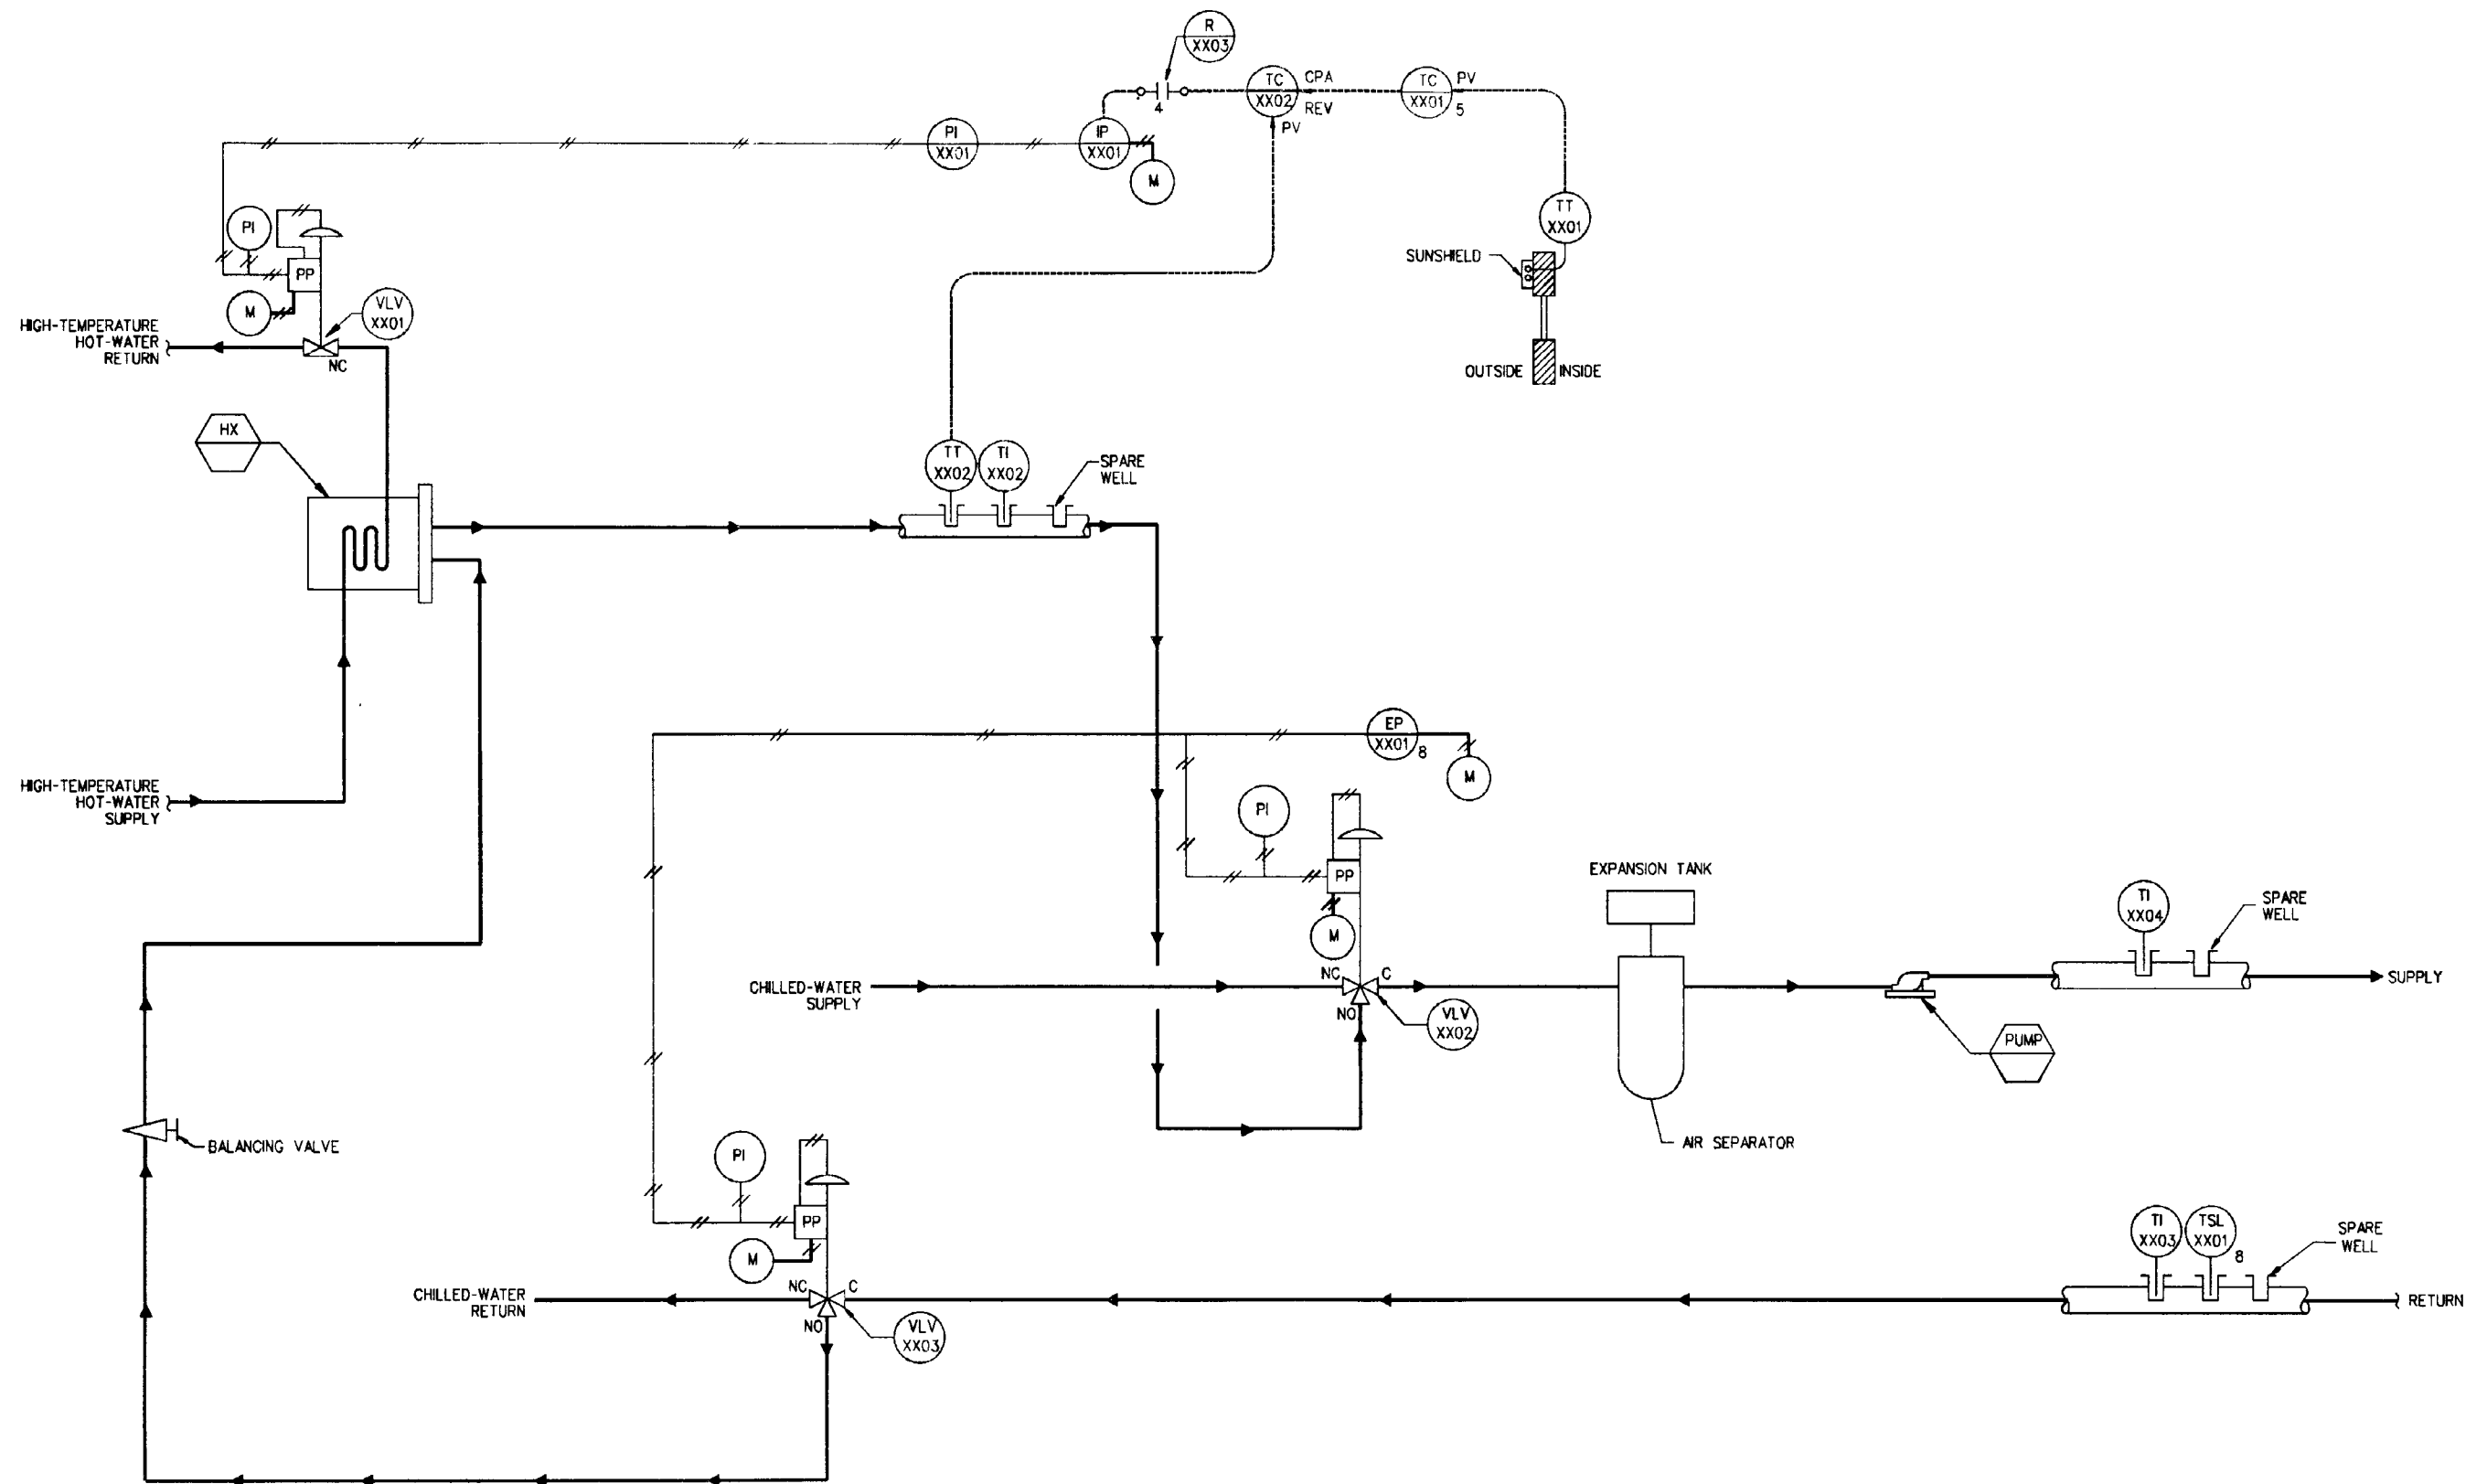 R
XX03
TC
XX02
CPA
REV
PV
TC
XX01
PV
5
4
PI
XX01
IP
XX01
M
TT
XX01
SUNSHIELD
OUTSIDE
INSIDE
PI
PP
M
VLV
XX01
HIGH-TEMPERATURE
HOT-WATER
RETURN
NC
HX
TT
XX02
TI
XX02
SPARE
WELL
EP
XX01
8
M
HIGH-TEMPERATURE
HOT-WATER
SUPPLY
PI
PP
M
EXPANSION TANK
TI
XX04
SPARE
WELL
CHILLED-WATER
SUPPLY
NC
C
NO
VLV
XX02
SUPPLY
PUMP
BALANCING VALVE
AIR SEPARATOR
PI
PP
M
TI
XX03
TSL
XX01
8
SPARE
WELL
CHILLED-WATER
RETURN
NC
C
NO
VLV
XX03
RETURN